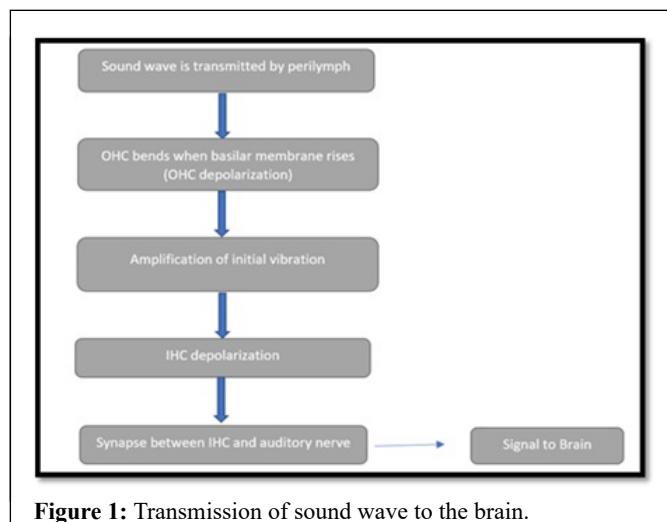 Sound wave is transmitted by perilymph
OHC bends when basilar membrane rises
(OHC depolarization)
Amplification of initial vibration
IHC depolarization
Synapse between IHC and auditory nerve
Signal to Brain
Figure 1: Transmission of sound wave to the brain.